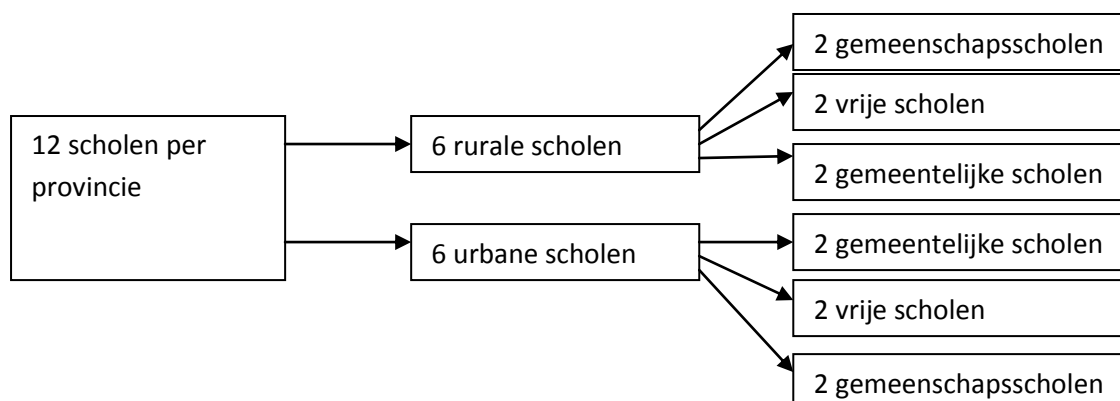 12 scholen per
provincie
6 rurale scholen
6 urbane scholen
2 gemeenschapsscholen
2 vrije scholen
2 gemeentelijke scholen
2 gemeentelijke scholen
2 vrije scholen
2 gemeenschapsscholen